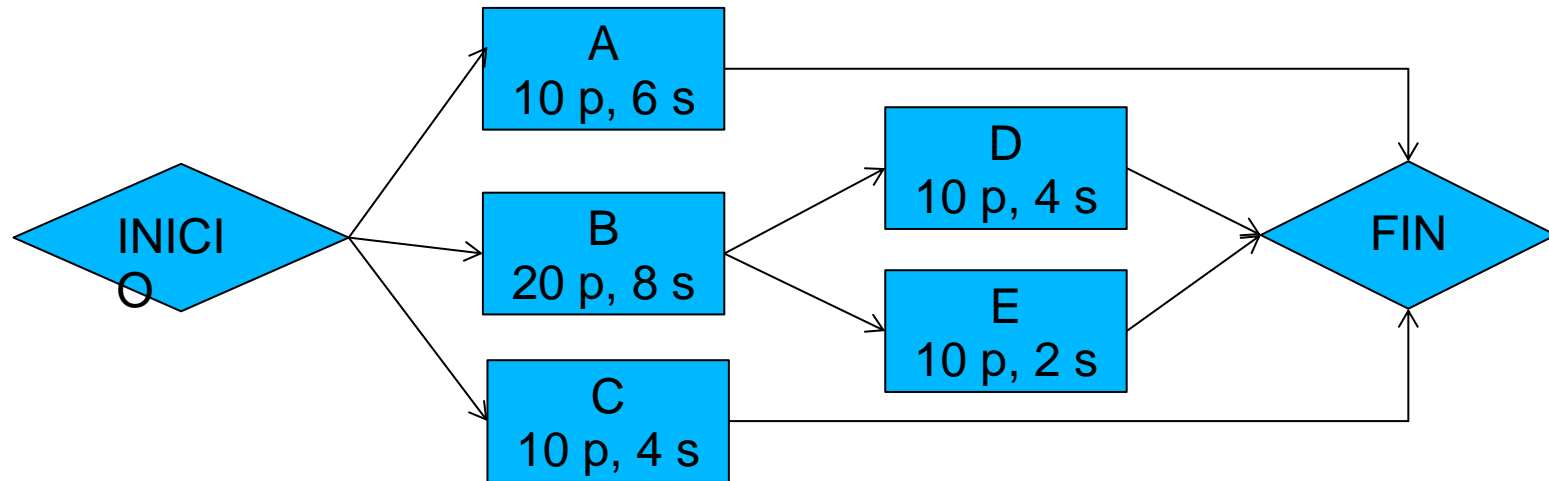 INICI
O
A
10 p, 6 s
B
20 p, 8 s
C
10 p, 4 s
D
10 p, 4 s
E
10 p, 2 s
FIN